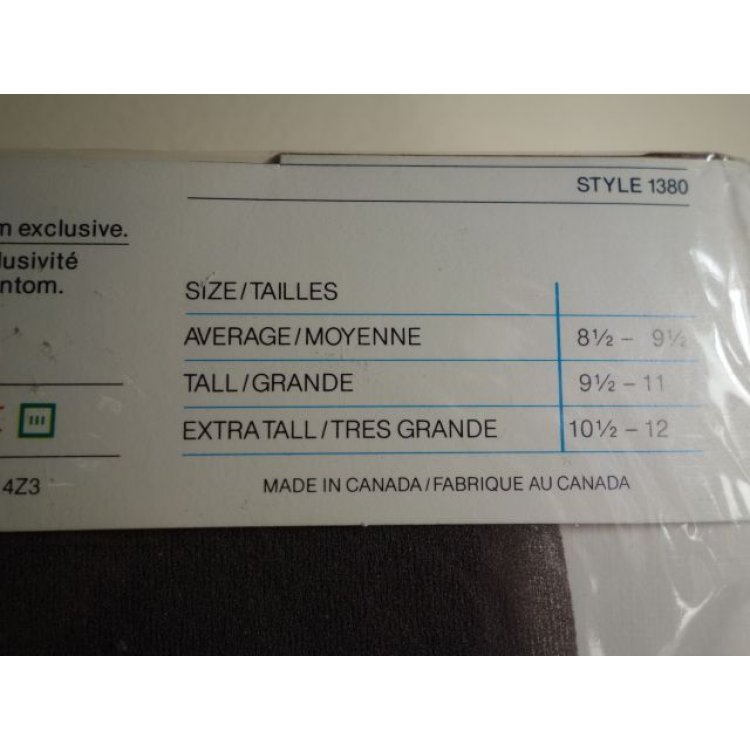 STYLE 1380
m exclusive.
lusivité
ntom.
SIZE/TAILLES
AVERAGE/MOYENNE 8½ - 9½
TALL/GRANDE 9½ - 11
EXTRA TALL/TRES GRANDE 10½ - 12
4Z3
MADE IN CANADA/FABRIQUE AU CANADA